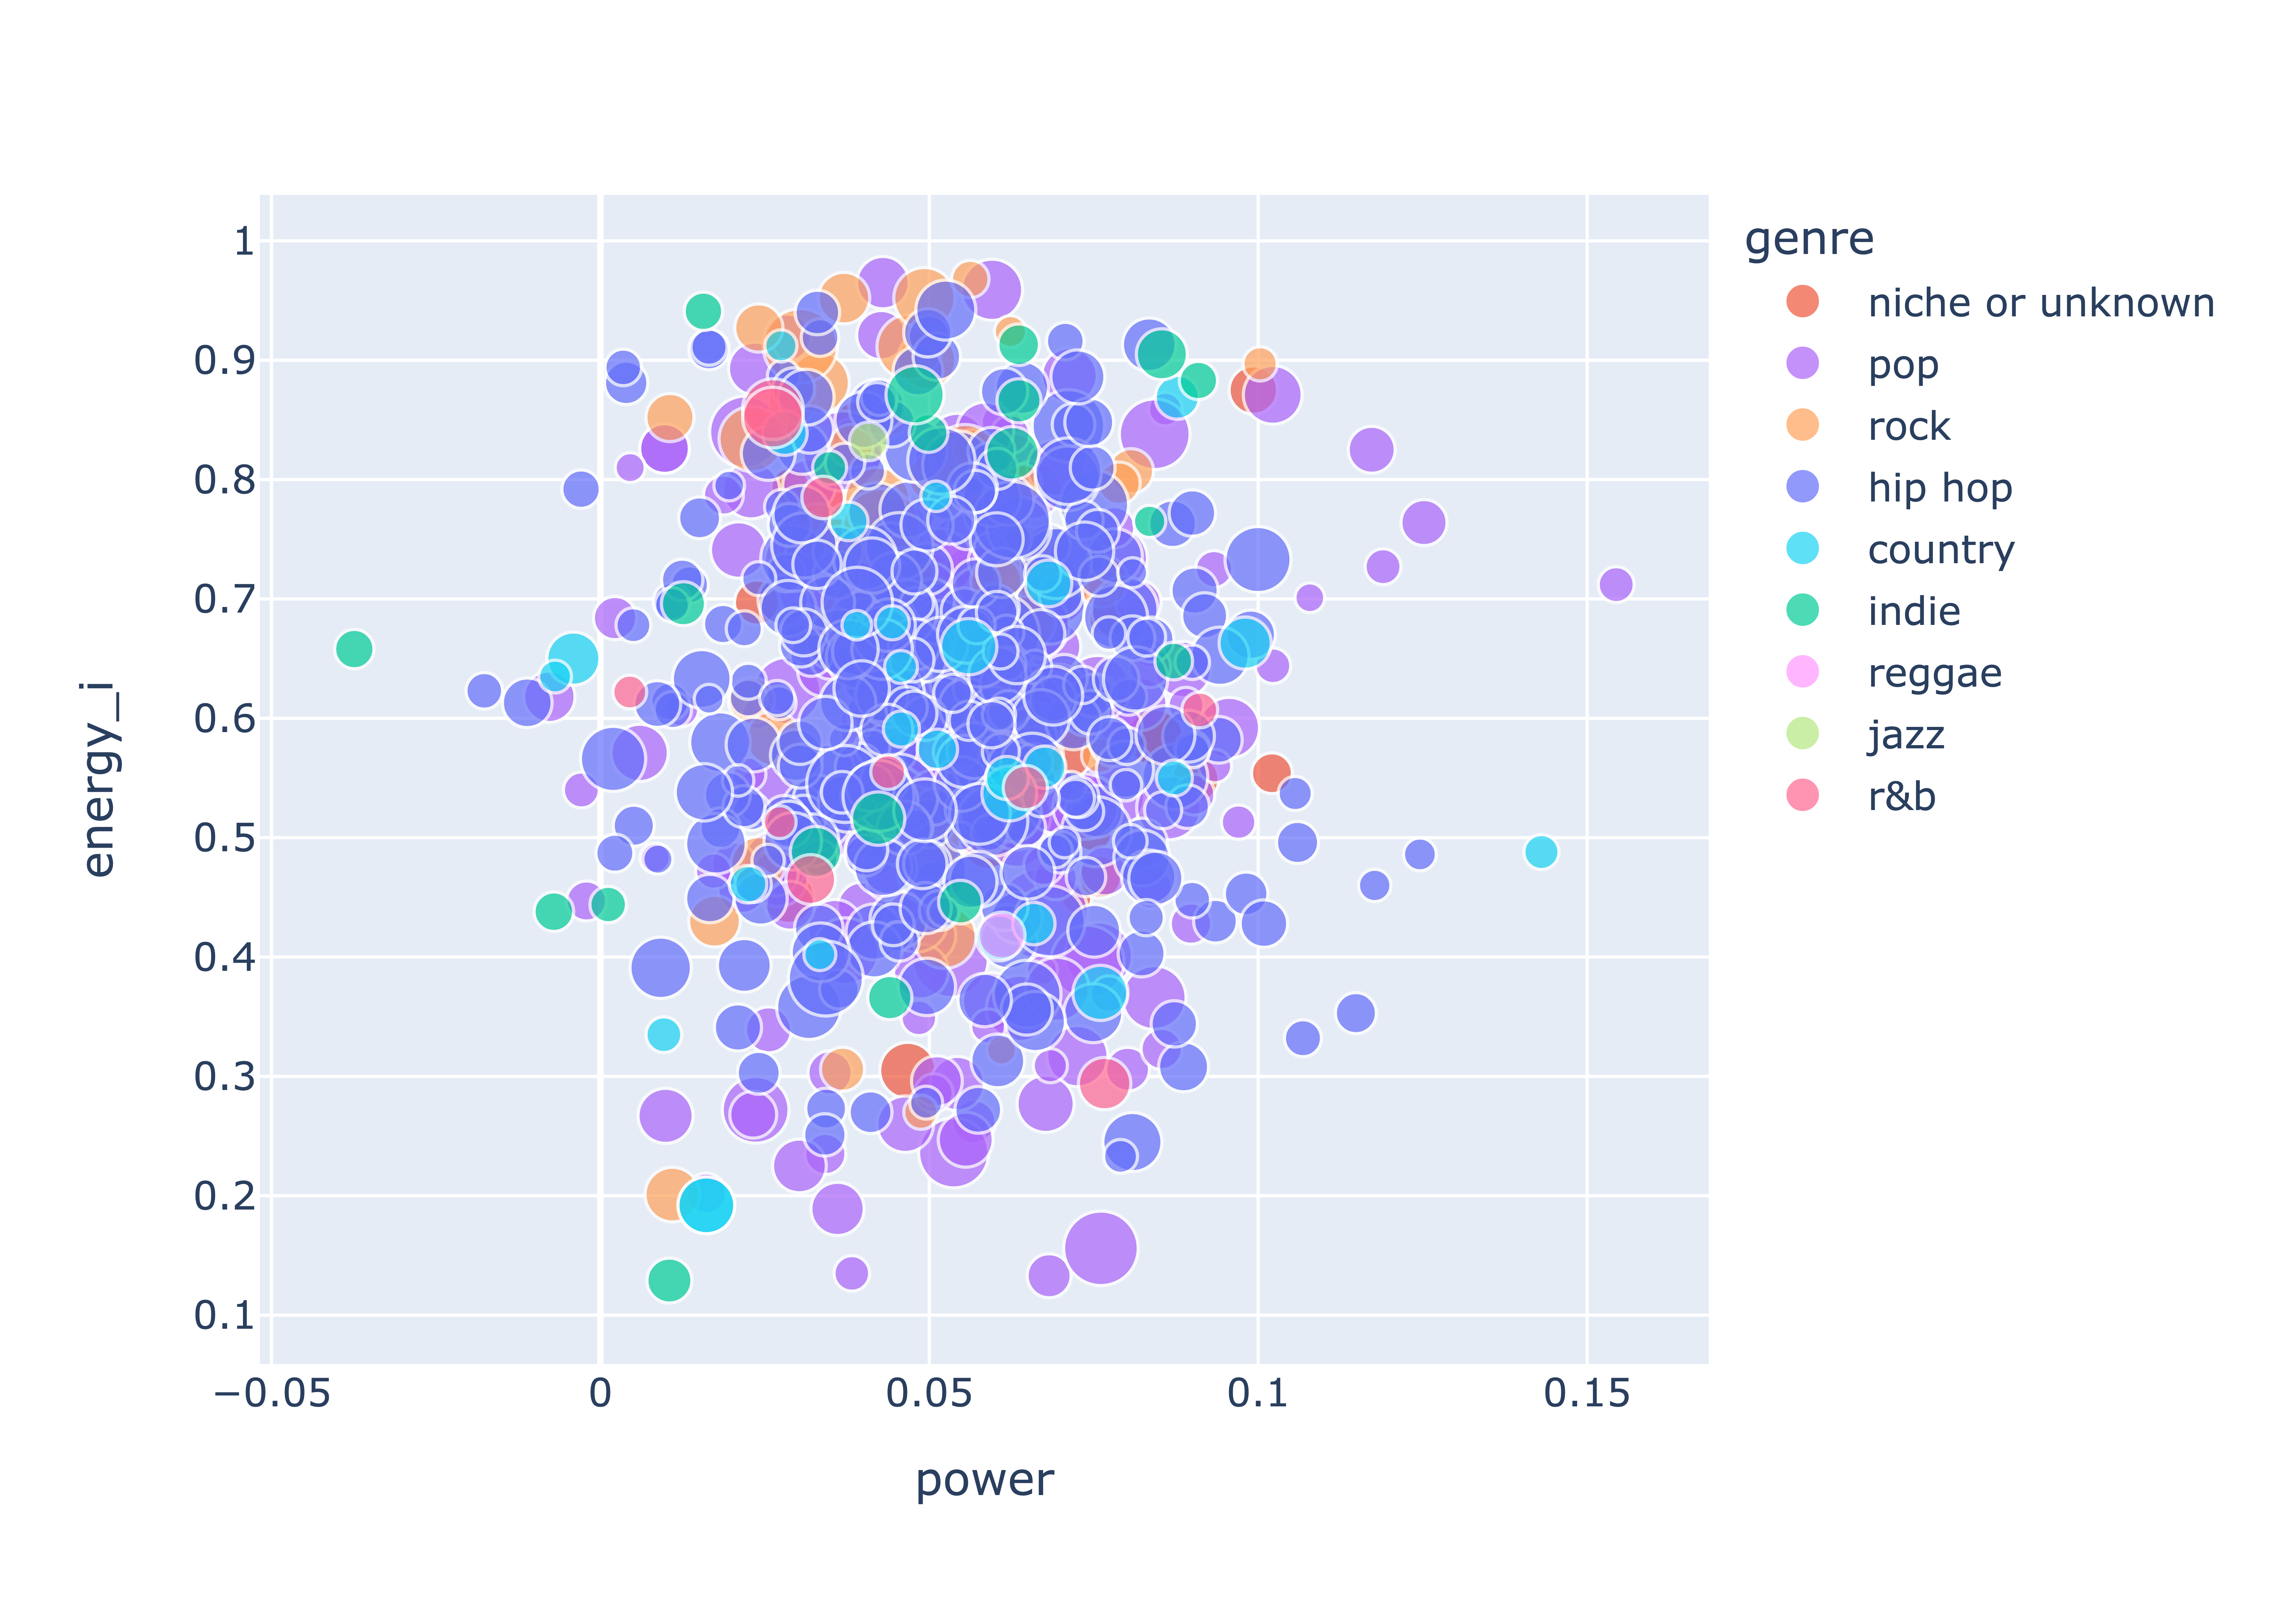 genre
niche or unknown
pop
rock
hip hop
country
indie
reggae
jazz
r&b
energy_i
1
0.9
0.8
0.7
0.6
0.5
0.4
0.3
0.2
0.1
−0.05
0
0.05
0.1
0.15
power